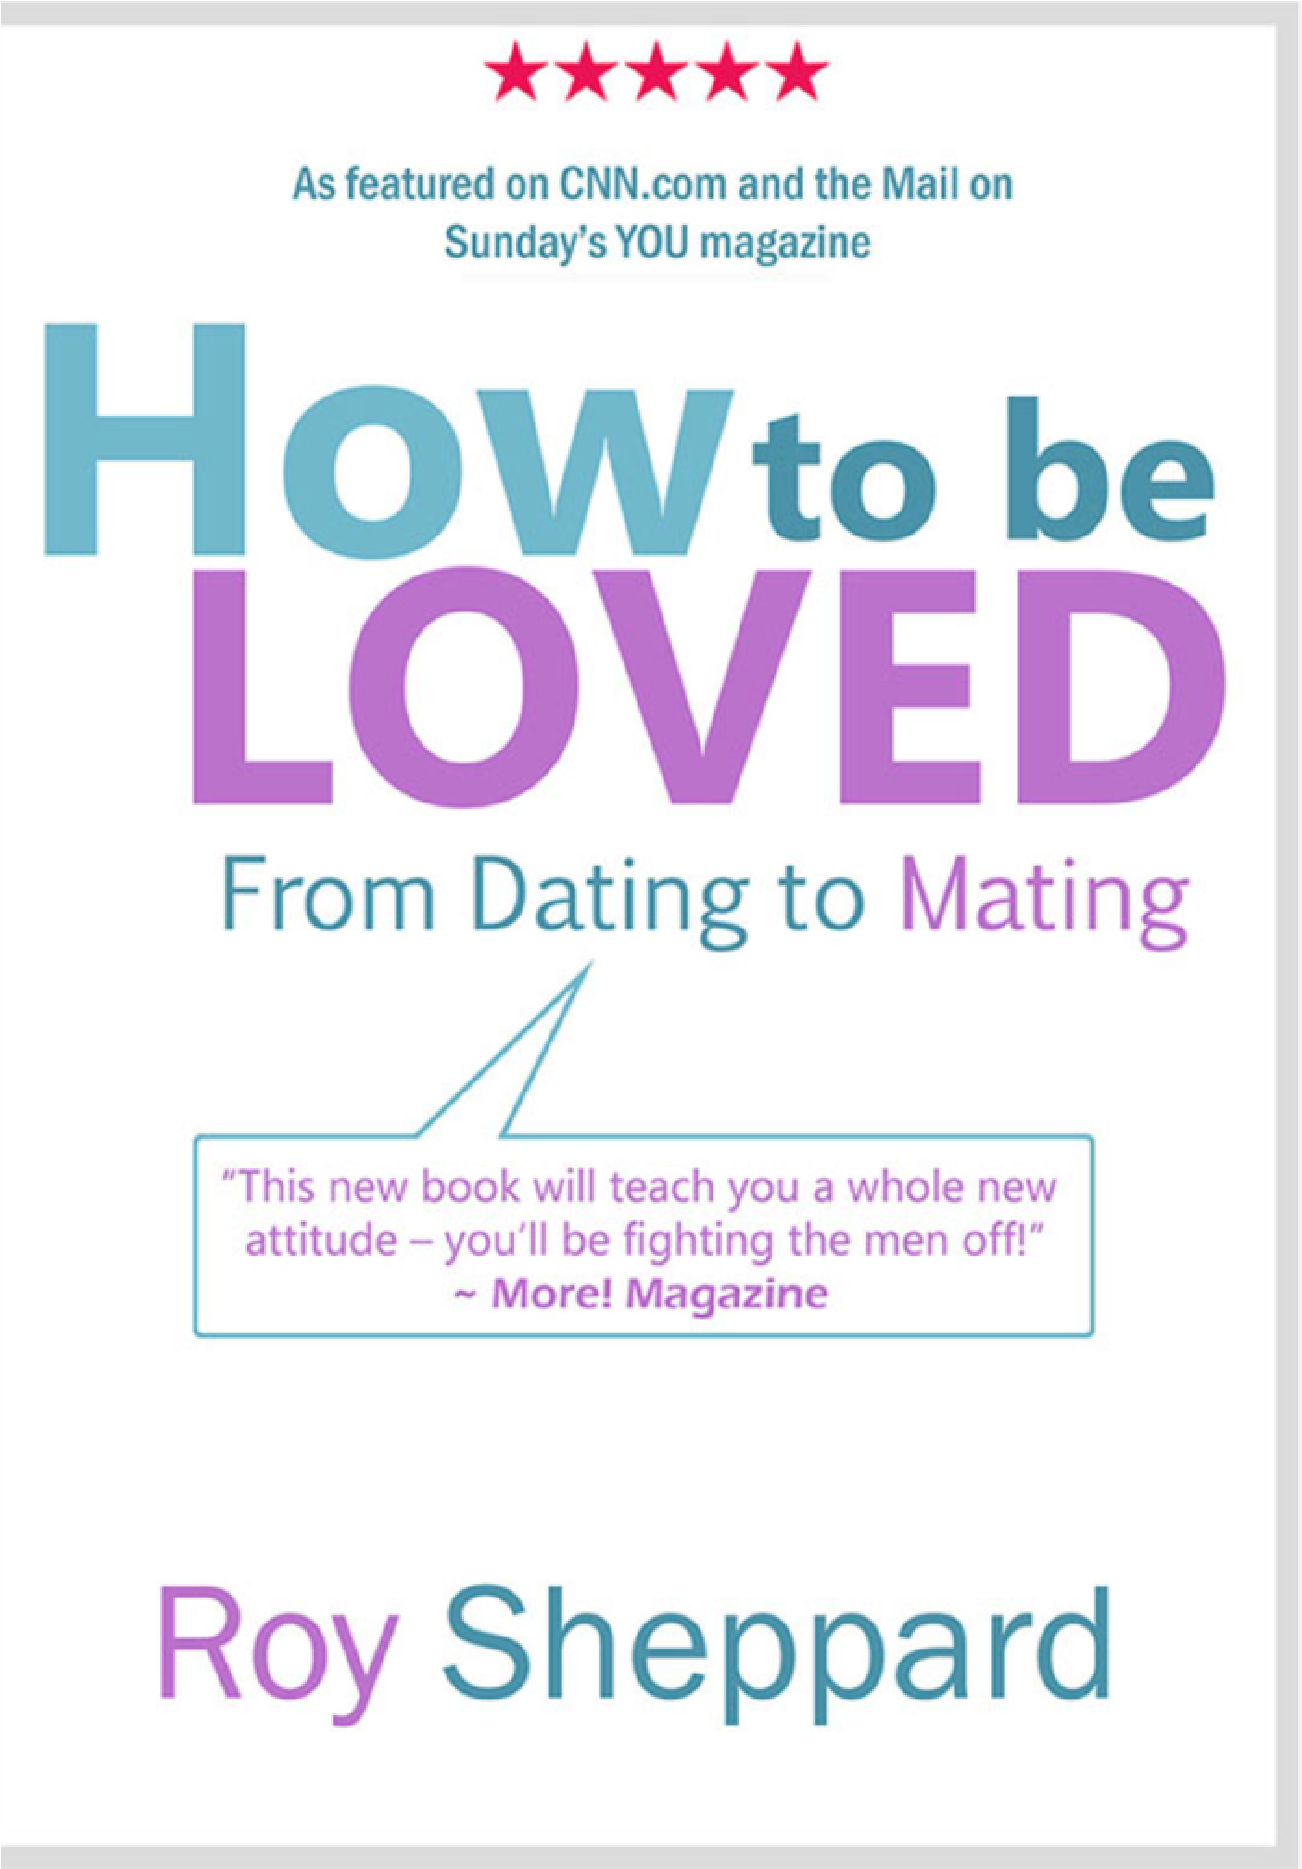 As featured on CNN.com and the Mail on
Sunday’s YOU magazine
How to be
LOVED
From Dating to Mating
"This new book will teach you a whole new
attitude – you'll be fighting the men off!"
~ More! Magazine
Roy Sheppard